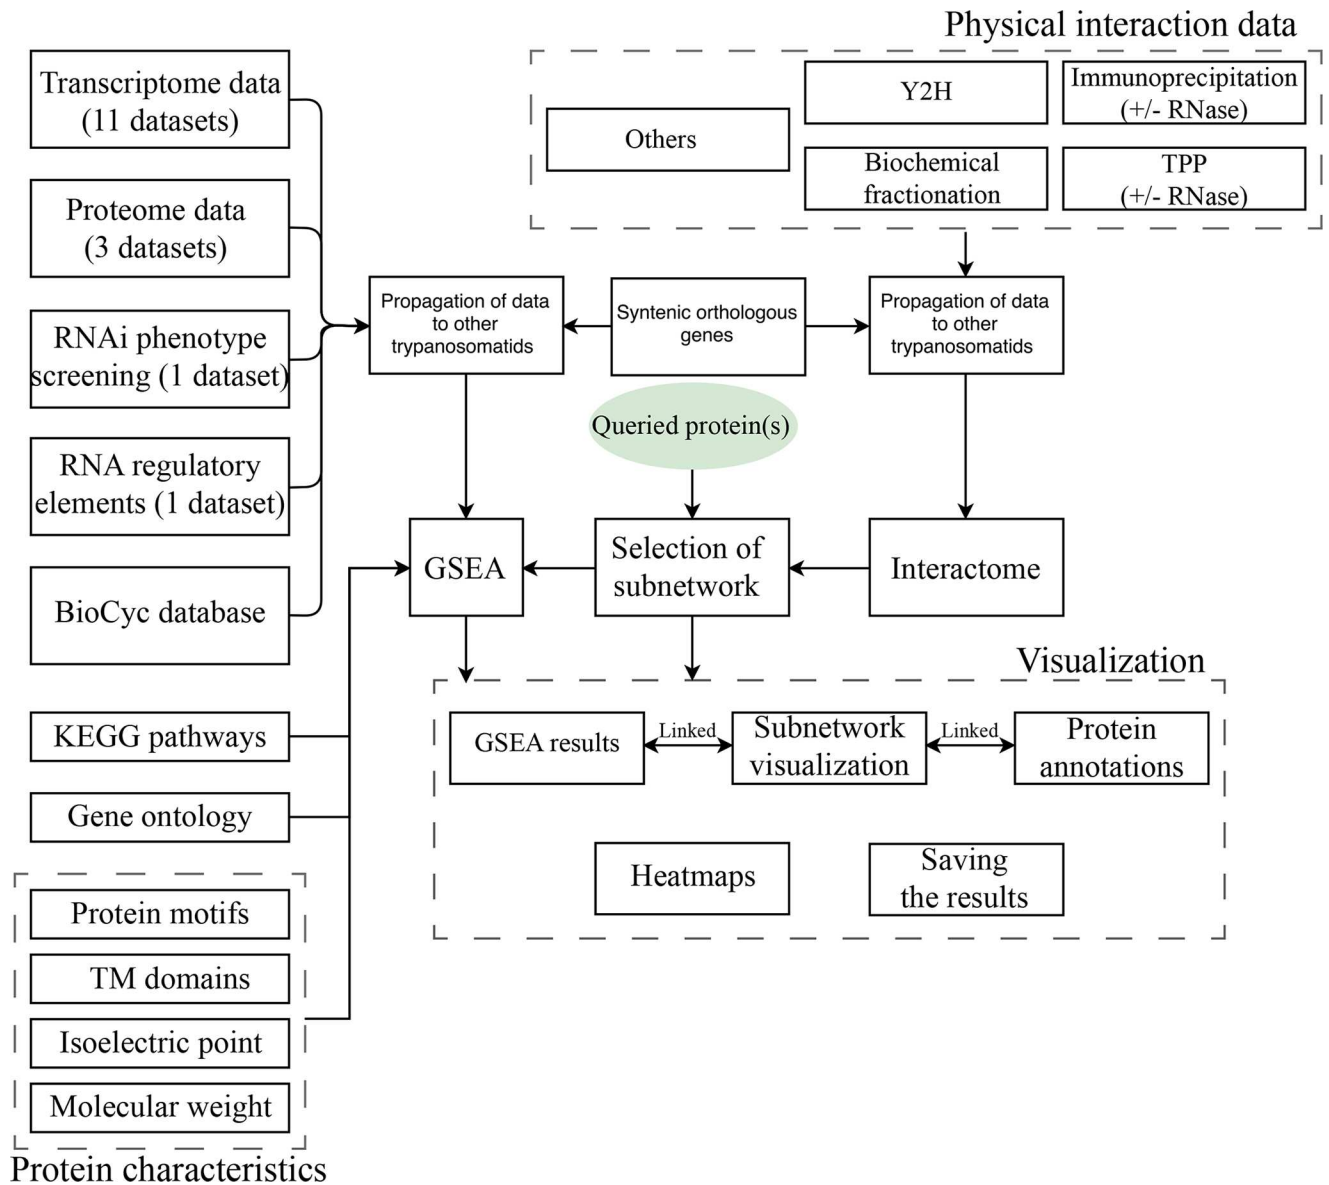 Physical interaction data
Transcriptome data
(11 datasets)
Y2H
Immunoprecipitation
(+/- RNase)
Others
Biochemical
fractionation
TPP
(+/- RNase)
Proteome data
(3 datasets)
RNAi phenotype
screening (1 dataset)
RNA regulatory
elements (1 dataset)
BioCyc database
Propagation of data
to other
trypanosomatids
Syntenic orthologous
genes
Propagation of data
to other
trypanosomatids
Queried protein(s)
GSEA
Selection of
subnetwork
Interactome
Visualization
KEGG pathways
Gene ontology
GSEA results
Linked
Subnetwork
visualization
Linked
Protein
annotations
Heatmaps
Saving
the results
Protein motifs
TM domains
Isoelectric point
Molecular weight
Protein characteristics